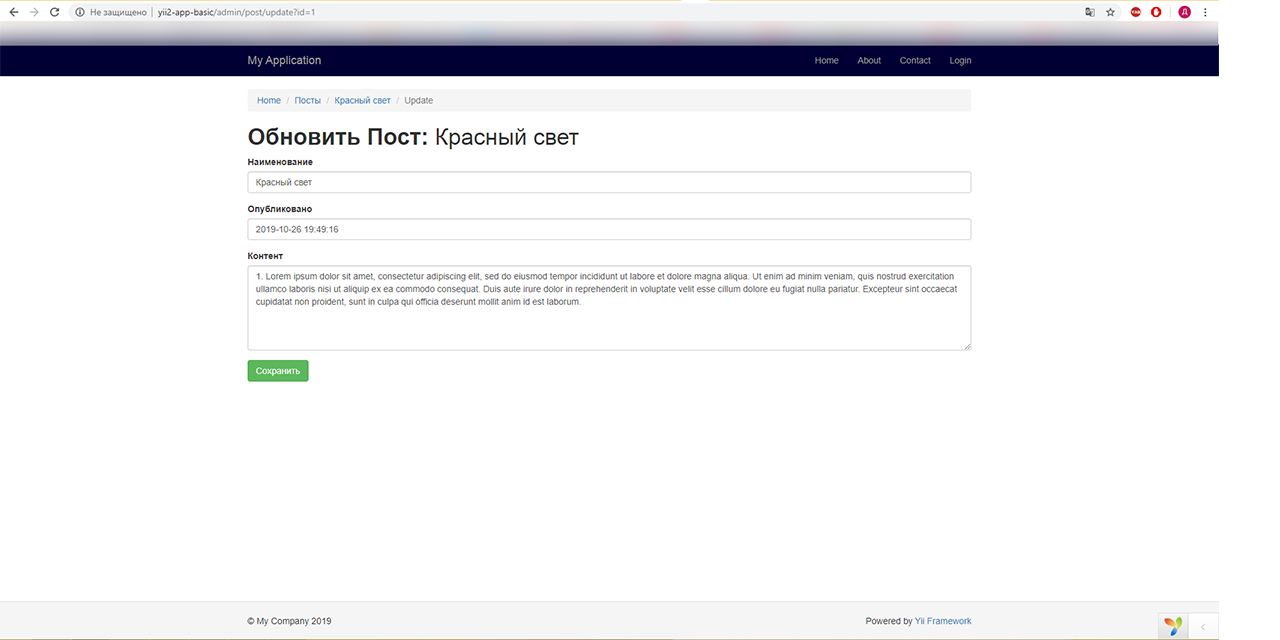 Не защищено | yii2-app-basic/admin/post/update?id=1
My Application Home About Contact Login
Home / Посты / Красный свет / Update
Обновить Пост: Красный свет
Наименование
Красный свет
Опубликовано
2019-10-26 19:49:16
Контент
1. Lorem ipsum dolor sit amet, consectetur adipiscing elit, sed do eiusmod tempor incididunt ut labore et dolore magna aliqua. Ut enim ad minim veniam, quis nostrud exercitation
ullamco laboris nisi ut aliquip ex ea commodo consequat. Duis aute irure dolor in reprehenderit in voluptate velit esse cillum dolore eu fugiat nulla pariatur. Excepteur sint occaecat
cupidatat non proident, sunt in culpa qui officia deserunt mollit anim id est laborum.
Сохранить
© My Company 2019 Powered by Yii Framework